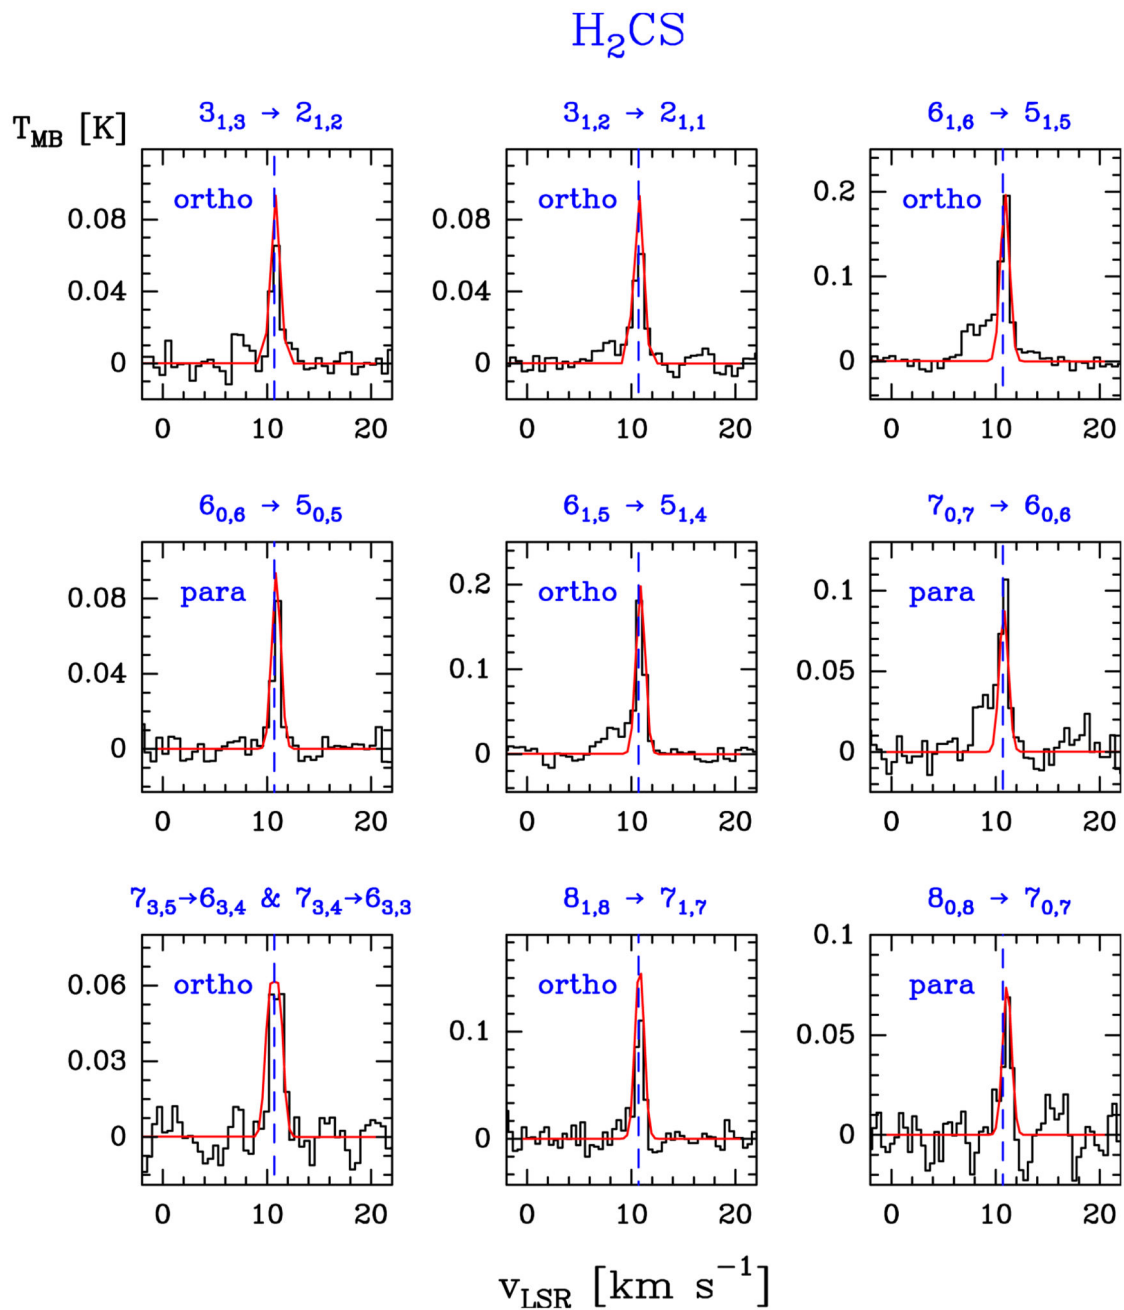 H₂CS
T_MB [K]
3₁,₃ → 2₁,₂
3₁,₂ → 2₁,₁
6₁,₆ → 5₁,₅
ortho
ortho
ortho
0.08
0.04
0
0.08
0.04
0
0.2
0.1
0
0 10 20
0 10 20
0 10 20
6₀,₆ → 5₀,₅
6₁,₅ → 5₁,₄
7₀,₇ → 6₀,₆
para
ortho
para
0.08
0.04
0
0.2
0.1
0
0.1
0.05
0
0 10 20
0 10 20
0 10 20
7₃,₅→6₃,₄ & 7₃,₄→6₃,₃
8₁,₈ → 7₁,₇
8₀,₈ → 7₀,₇
ortho
ortho
para
0.06
0.03
0
0.1
0
0.1
0.05
0
0 10 20
0 10 20
0 10 20
v_LSR [km s⁻¹]